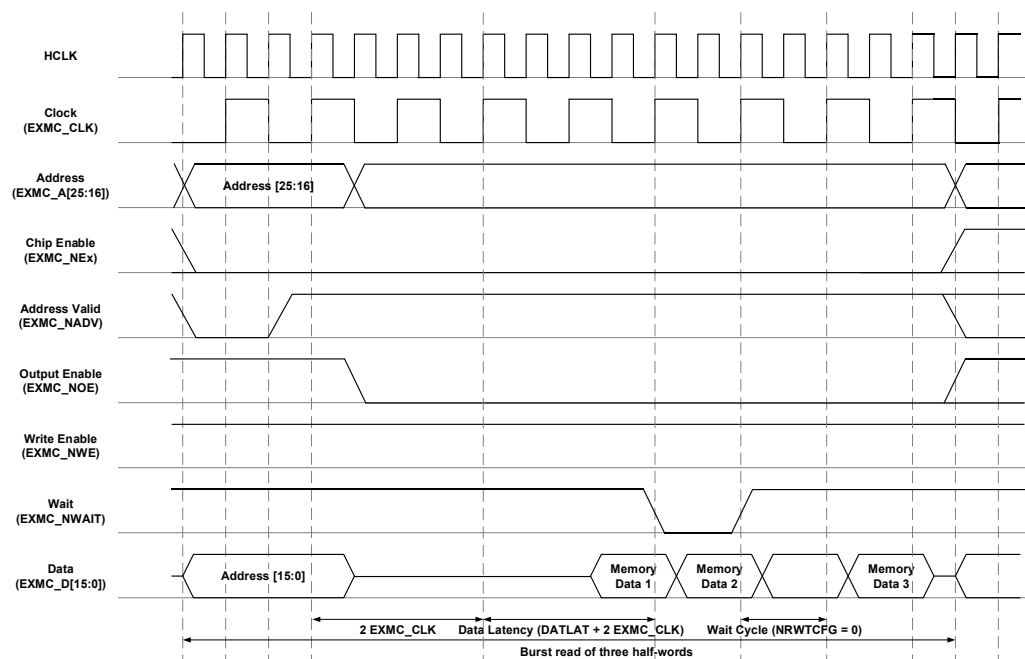 HCLK
Clock
(EXMC_CLK)
Address
(EXMC_A[25:16])
Address [25:16]
Chip Enable
(EXMC_NEx)
Address Valid
(EXMC_NADV)
Output Enable
(EXMC_NOE)
Write Enable
(EXMC_NWE)
Wait
(EXMC_NWAIT)
Data
(EXMC_D[15:0])
Address [15:0]
Memory
Data 1
Memory
Data 2
Memory
Data 3
2 EXMC_CLK
Data Latency (DATLAT + 2 EXMC_CLK)
Wait Cycle (NRWTCFG = 0)
Burst read of three half-words